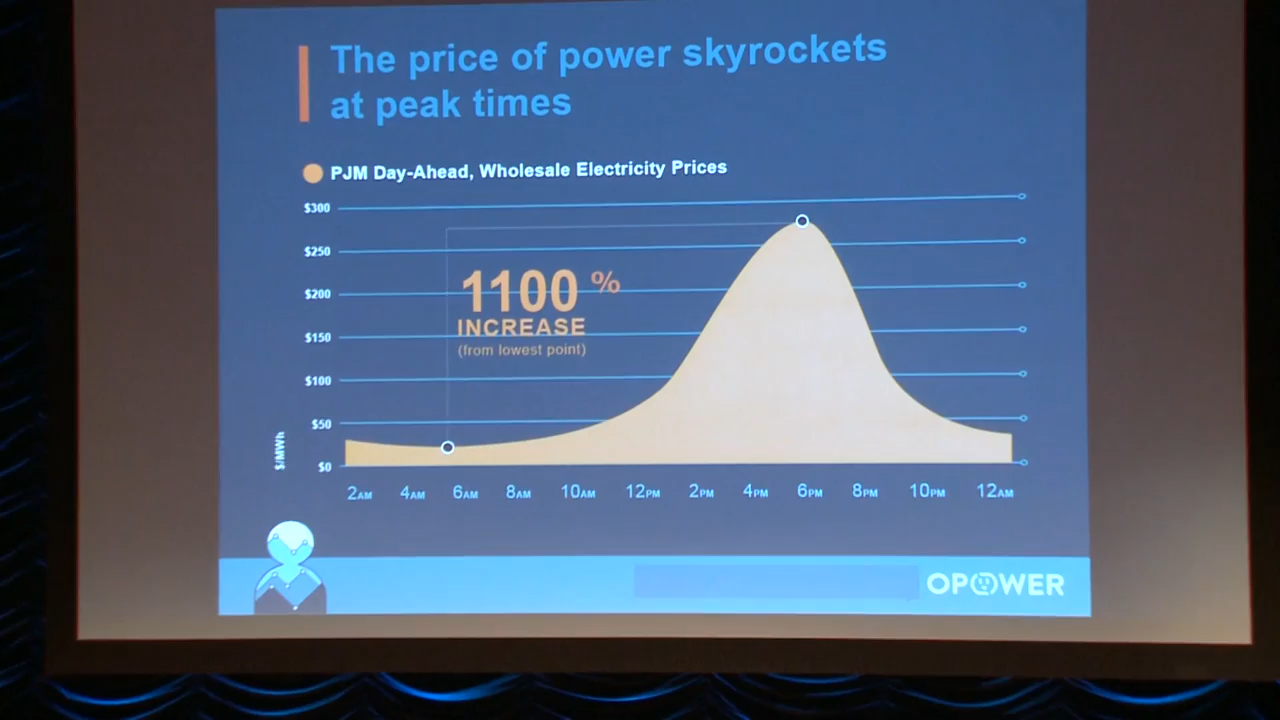 The price of power skyrockets
at peak times
PJM Day-Ahead, Wholesale Electricity Prices
$300
$250
$200
$150
$100
$50
$0
$/MWh
1100 %
INCREASE
(from lowest point)
2AM 4AM 6AM 8AM 10AM 12PM 2PM 4PM 6PM 8PM 10PM 12AM
OPOWER